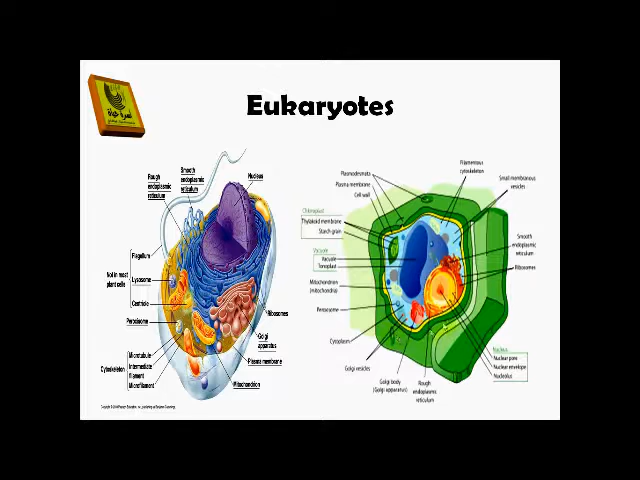 Eukaryotes
Rough
endoplasmic
reticulum
Smooth
endoplasmic
reticulum
Nucleus
Flagellum
Not in most
plant cells
Lysosome
Centriole
Peroxisome
Cytoskeleton
Microtubule
Intermediate
filament
Microfilament
Ribosomes
Golgi
apparatus
Plasma membrane
Mitochondrion
Plasmodesmata
Plasma membrane
Cell wall
Filamentous
cytoskeleton
Small membranous
vesicles
Chloroplast
Thylakoid membrane
Starch grain
Vacuole
Vacuole
Tonoplast
Mitochondrion
(mitochondria)
Peroxisome
Cytoplasm
Golgi vesicles
Golgi body
(Golgi apparatus)
Rough
endoplasmic
reticulum
Smooth
endoplasmic
reticulum
Ribosomes
Nucleus
Nuclear pore
Nuclear envelope
Nucleolus